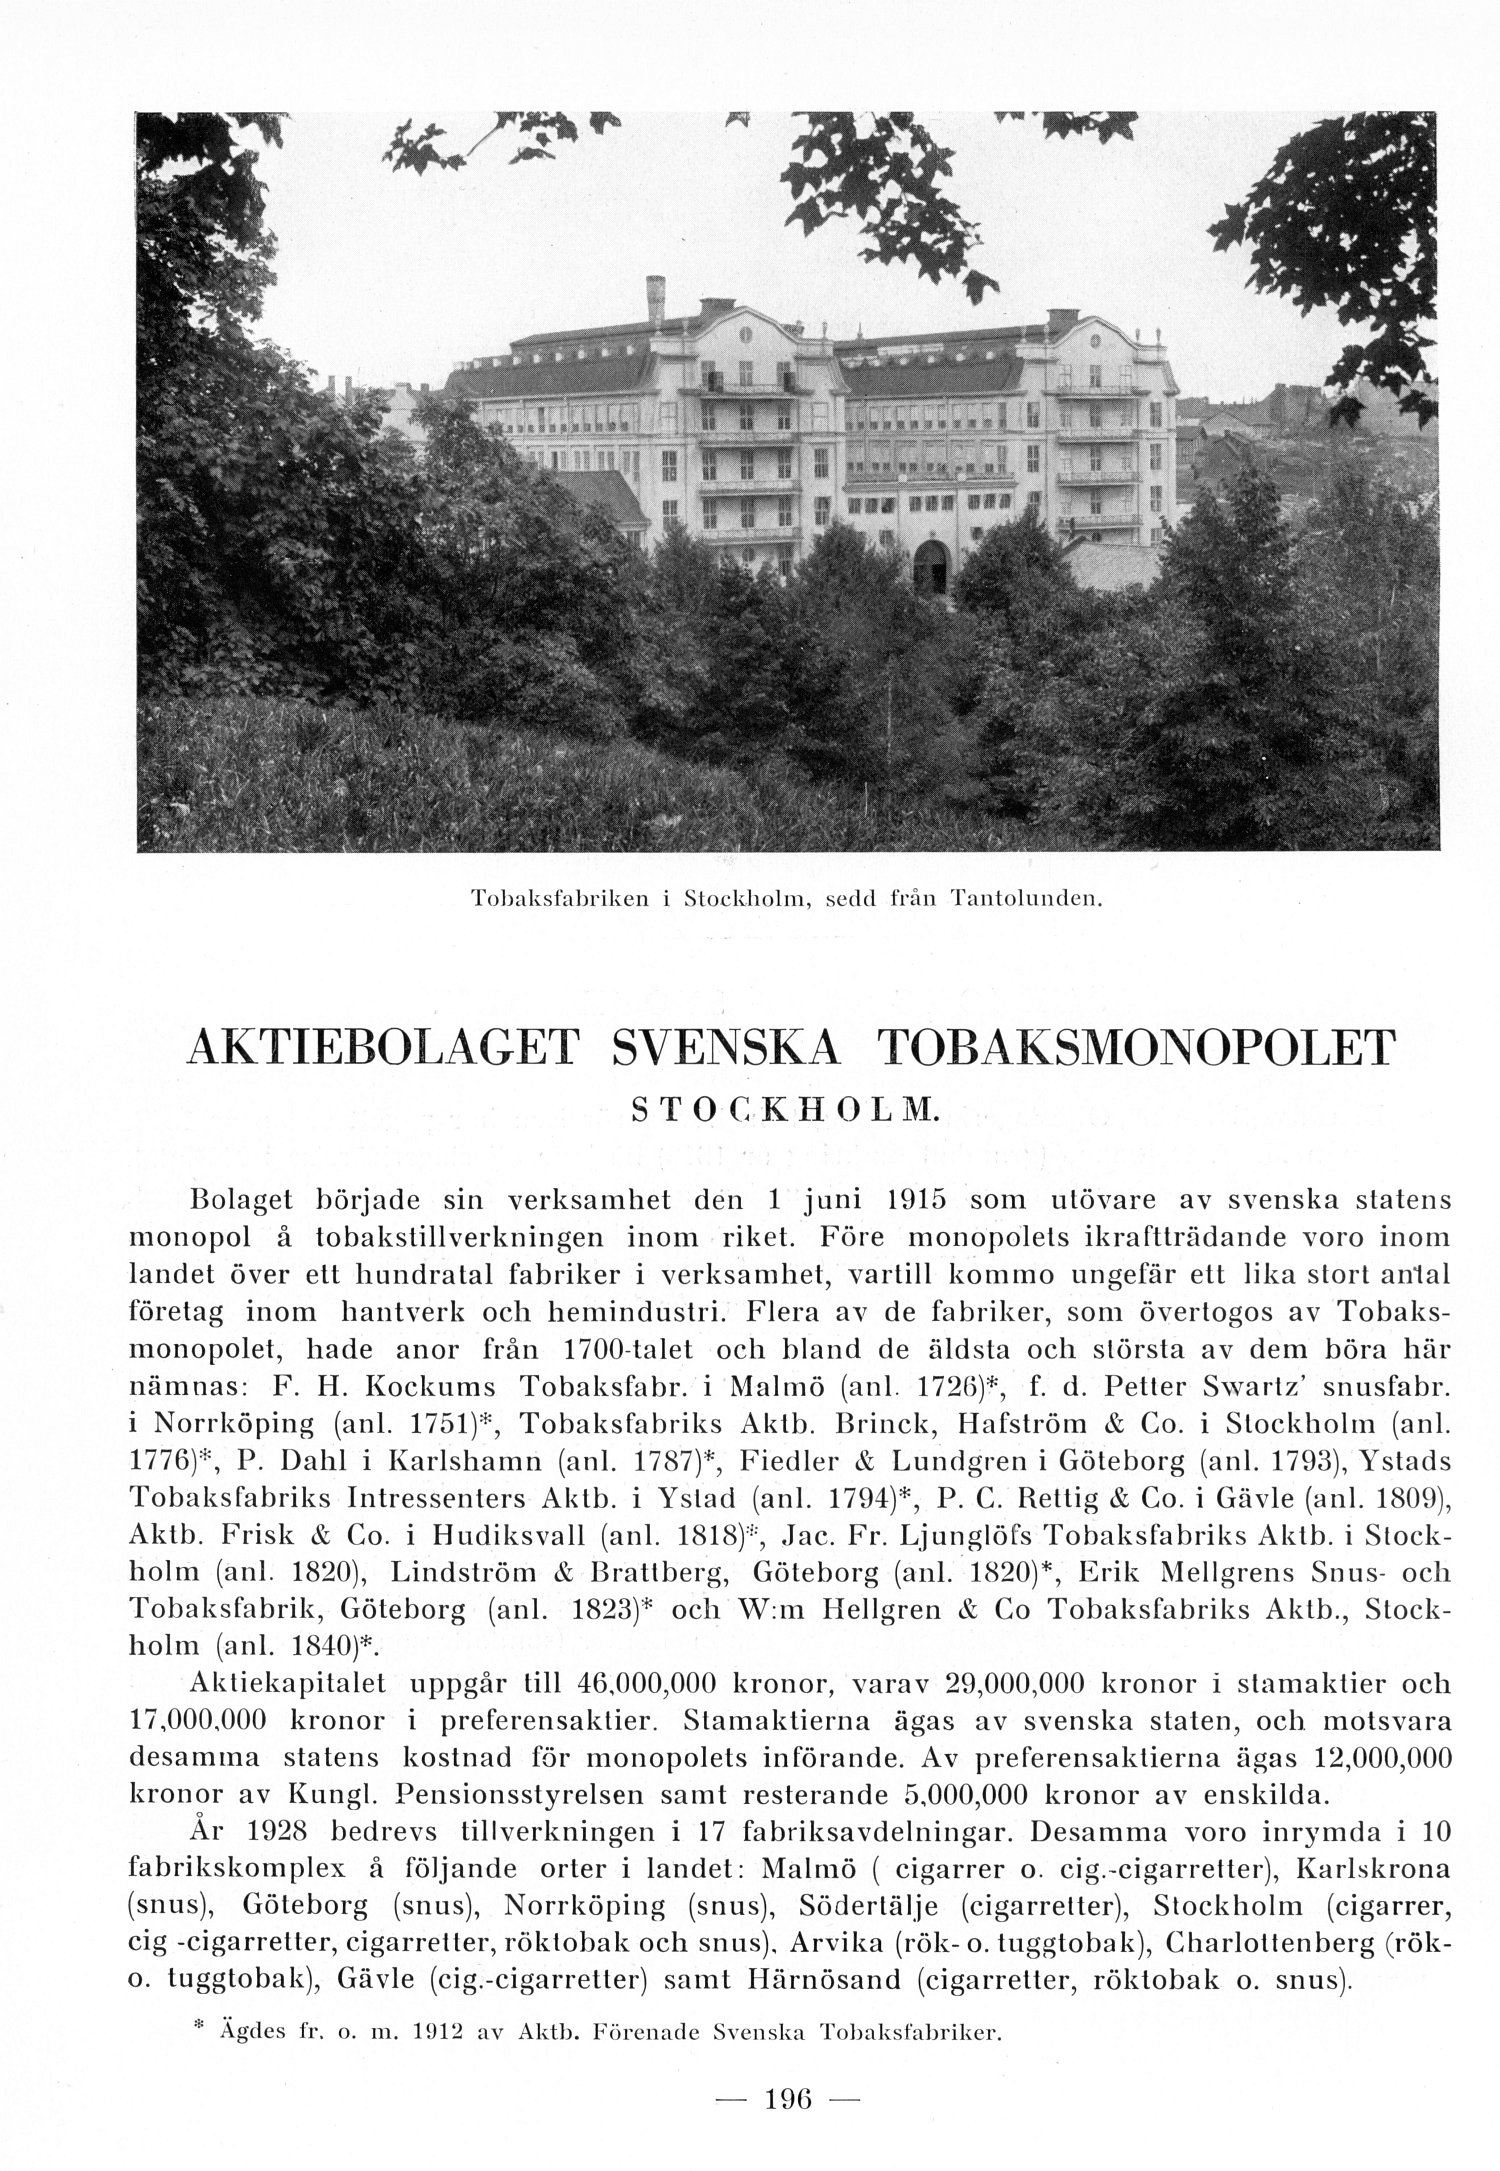 Tobaksfabriken i Stockholm, sedd från Tantolunden.
AKTIEBOLAGET SVENSKA TOBAKSMONOPOLET
STOCKHOLM.
Bolaget började sin verksamhet den 1 juni 1915 som utövare av svenska statens
monopol å tobakstillverkningen inom riket. Före monopolets ikraftträdande voro inom
landet över ett hundratal fabriker i verksamhet, vartill kommo ungefär ett lika stort antal
företag inom hantverk och hemindustri. Flera av de fabriker, som övertogos av Tobaks-
monopolet, hade anor från 1700-talet och bland de äldsta och största av dem böra här
nämnas: F. H. Kockums Tobaksfabr. i Malmö (anl. 1726)*, f. d. Petter Swartz' snusfabr.
i Norrköping (anl. 1751)*, Tobaksfabriks Aktb. Brinck, Hafström & Co. i Stockholm (anl.
1776)*, P. Dahl i Karlshamn (anl. 1787)*, Fiedler & Lundgren i Göteborg (anl. 1793), Ystads
Tobaksfabriks Intressenters Aktb. i Ystad (anl. 1794)*, P. C. Rettig & Co. i Gävle (anl. 1809),
Aktb. Frisk & Co. i Hudiksvall (anl. 1818)*, Jac. Fr. Ljunglöfs Tobaksfabriks Aktb. i Stock-
holm (anl. 1820), Lindström & Brattberg, Göteborg (anl. 1820)*, Erik Mellgrens Snus- och
Tobaksfabrik, Göteborg (anl. 1823)* och W:m Hellgren & Co Tobaksfabriks Aktb., Stock-
holm (anl. 1840)*.
Aktiekapitalet uppgår till 46,000,000 kronor, varav 29,000,000 kronor i stamaktier och
17,000,000 kronor i preferensaktier. Stamaktierna ägas av svenska staten, och motsvara
desamma statens kostnad för monopolets införande. Av preferensaktierna ägas 12,000,000
kronor av Kungl. Pensionsstyrelsen samt resterande 5,000,000 kronor av enskilda.
År 1928 bedrevs tillverkningen i 17 fabriksavdelningar. Desamma voro inrymda i 10
fabrikskomplex å följande orter i landet: Malmö ( cigarrer o. cig.-cigarretter), Karlskrona
(snus), Göteborg (snus), Norrköping (snus), Södertälje (cigarretter), Stockholm (cigarrer,
cig -cigarretter, cigarretter, röktobak och snus), Arvika (rök- o. tuggtobak), Charlottenberg (rök-
o. tuggtobak), Gävle (cig.-cigarretter) samt Härnösand (cigarretter, röktobak o. snus).
* Ägdes fr. o. m. 1912 av Aktb. Förenade Svenska Tobaksfabriker.
— 196 —